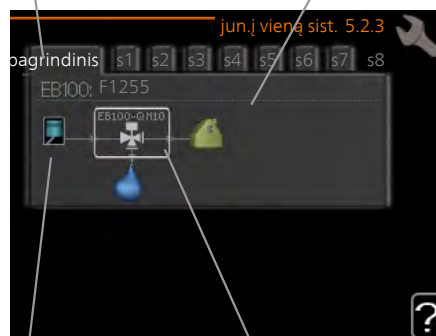 jun.į vieną sist. 5.2.3
pagrindinis s1 s2 s3 s4 s5 s6 s7 s8
EB100: F1255
EB100-QN10
?